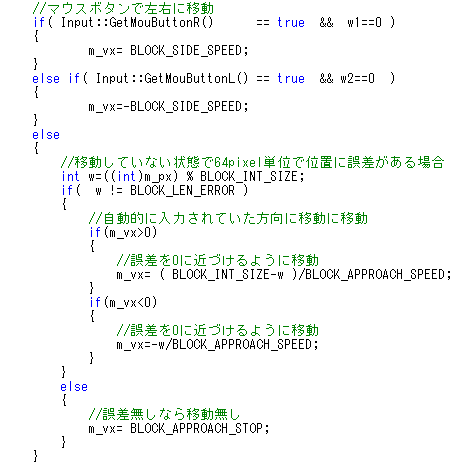 //マウスボタンで左右に移動
if( Input::GetMouButtonR()      == true  &&  w1==0 )
{
        m_vx= BLOCK_SIDE_SPEED;
}
else if( Input::GetMouButtonL() == true  && w2==0  )
{
        m_vx=-BLOCK_SIDE_SPEED;
}
else
{
    //移動していない状態で64pixel単位で位置に誤差がある場合
    int w=((int)m_px) % BLOCK_INT_SIZE;
    if(  w != BLOCK_LEN_ERROR )
    {
        //自動的に入力されていた方向に移動に移動
        if(m_vx>0)
        {
            //誤差を0に近づけるように移動
            m_vx= ( BLOCK_INT_SIZE-w )/BLOCK_APPROACH_SPEED;
        }
        if(m_vx<0)
        {
            //誤差を0に近づけるように移動
            m_vx=-w/BLOCK_APPROACH_SPEED;
        }
    }
    else
    {
        //誤差無しなら移動無し
        m_vx= BLOCK_APPROACH_STOP;
    }
}